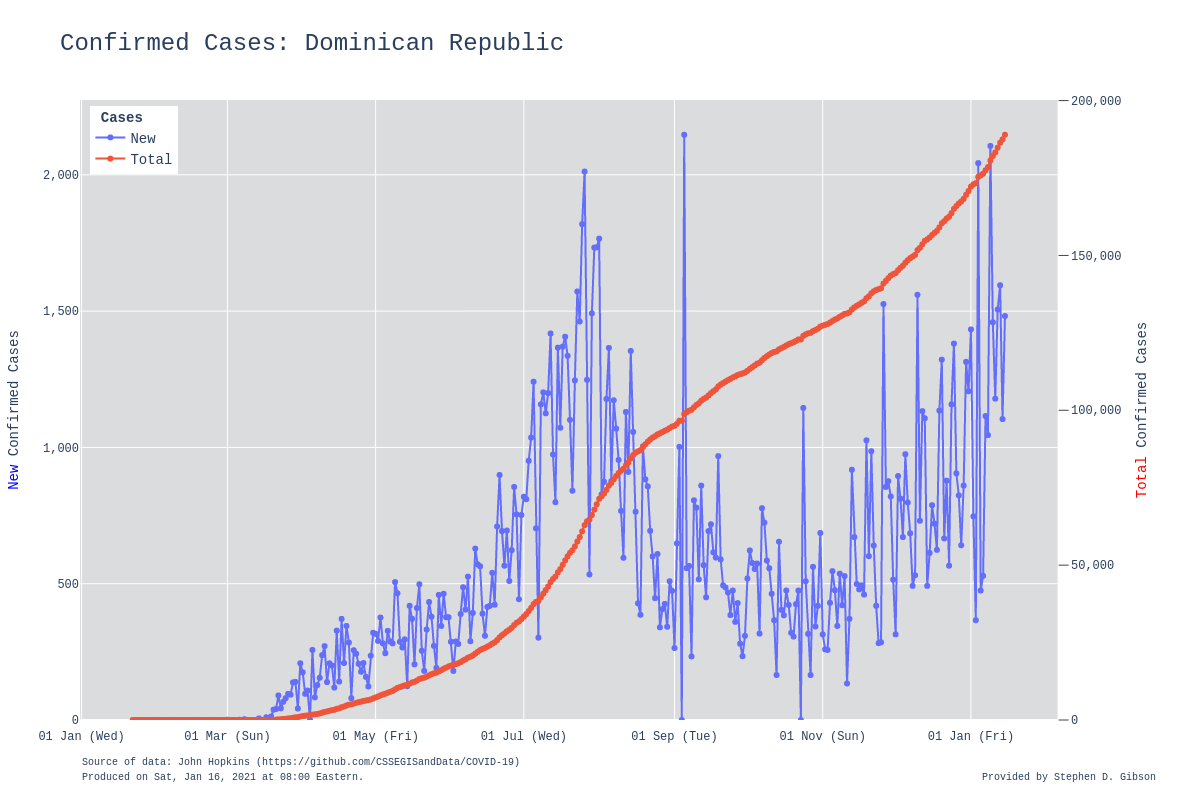 Confirmed Cases: Dominican Republic
Cases
New
Total
2,000
1,500
1,000
500
0
200,000
150,000
100,000
50,000
0
New Confirmed Cases
Total Confirmed Cases
01 Jan (Wed) 01 Mar (Sun) 01 May (Fri) 01 Jul (Wed) 01 Sep (Tue) 01 Nov (Sun) 01 Jan (Fri)
Source of data: John Hopkins (https://github.com/CSSEGISandData/COVID-19)
Produced on Sat, Jan 16, 2021 at 08:00 Eastern.
Provided by Stephen D. Gibson